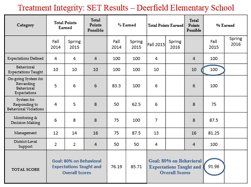 Treatment Integrity: SET Results – Deerfield Elementary School
Category Total Points Earned Total Points Possible % Earned Total Points Earned Total Points Possible % Earned
Fall 2014 Spring 2015 Fall 2014 Spring 2015 Fall 2015 Spring 2016 Fall 2015 Spring 2016
Expectations Defined 4 4 4 100 100 4 4 100
Behavioral Expectations Taught 10 10 10 100 100 10 10 100
On-going System for Rewarding Behavioral Expectations 5 6 6 83.3 100 6 6 100
System for Responding to Behavioral Violations 4 5 8 50 62.5 6 8 75
Monitoring & Decision-Making 6 8 8 75 100 7 8 87.5
Management 12 14 16 75 87.5 13 16 81.25
District-Level Support 2 2 4 50 50 4 4 100
TOTAL SCORE Goal: 80% on Behavioral Expectations Taught and Overall Scores 76.19 85.71 Goal: 80% on Behavioral Expectations Taught and Overall Scores 91.96